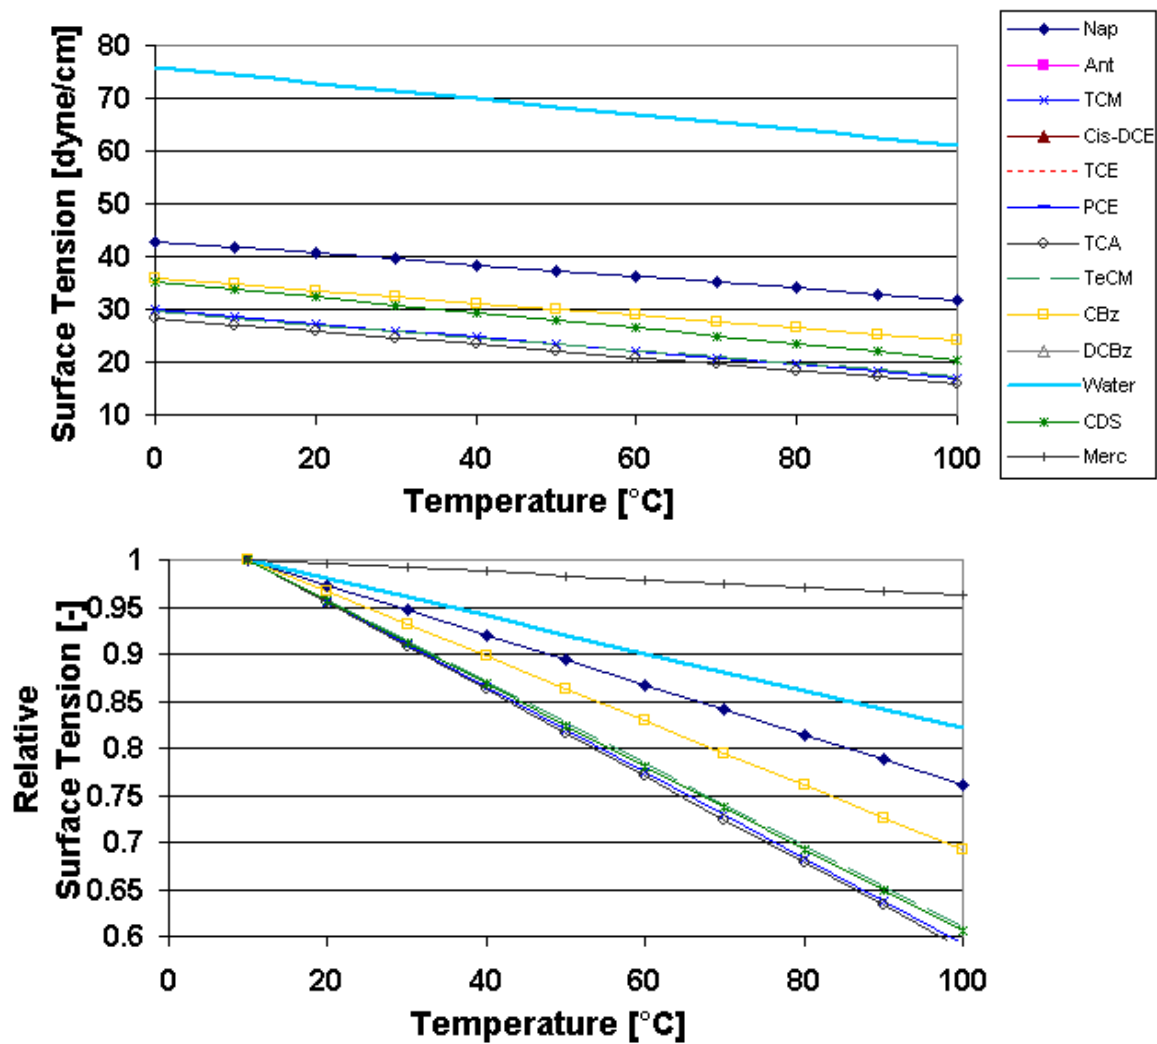 Surface Tension [dyne/cm]
80
70
60
50
40
30
20
10
0 20 40 60 80 100
Temperature [°C]
Nap
Ant
TCM
Cis-DCE
TCE
PCE
TCA
TeCM
CBz
DCBz
Water
CDS
Merc
Relative
Surface Tension [-]
1
0.95
0.9
0.85
0.8
0.75
0.7
0.65
0.6
0 20 40 60 80 100
Temperature [°C]